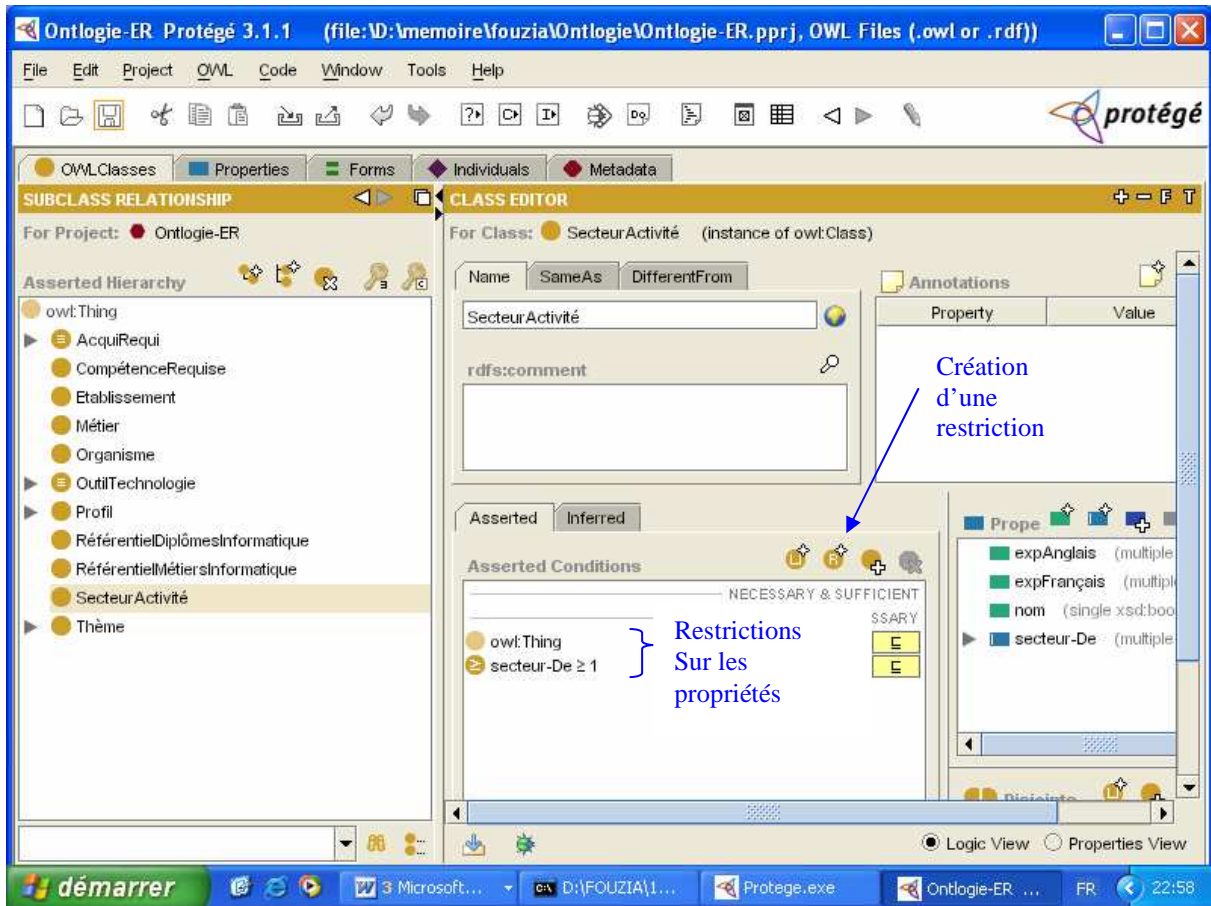 Ontlogie-ER Protégé 3.1.1 (file:\D:\memoire\fouzia\Ontlogie\Ontlogie-ER.pprj, OWL Files (.owl or .rdf))
File Edit Project OWL Code Window Tools Help
protégé
OWLClasses Properties Forms Individuals Metadata
SUBCLASS RELATIONSHIP
For Project: Ontlogie-ER
Asserted Hierarchy
owl:Thing
AcquiRequi
CompétenceRequise
Etablissement
Métier
Organisme
OutilTechnologie
Profil
RéférentielDiplômesInformatique
RéférentielMétiersInformatique
SecteurActivité
Thème
CLASS EDITOR
F T
For Class: SecteurActivité (instance of owl:Class)
Name SameAs DifferentFrom
SecteurActivité
rdfs:comment
Annotations
Property Value
Création
d'une
restriction
Asserted Inferred
Asserted Conditions
NECESSARY & SUFFICIENT
SSARY
owl:Thing
secteur-De ≥ 1
Restrictions
Sur les
propriétés
Prope
expAnglais (multiple
expFrançais (multipl
nom (single xsd:boo
secteur-De (multiple
Logic View Properties View
démarrer 3 Microsoft... D:\FOUZIA\1... Protege.exe Ontlogie-ER ... FR 22:58